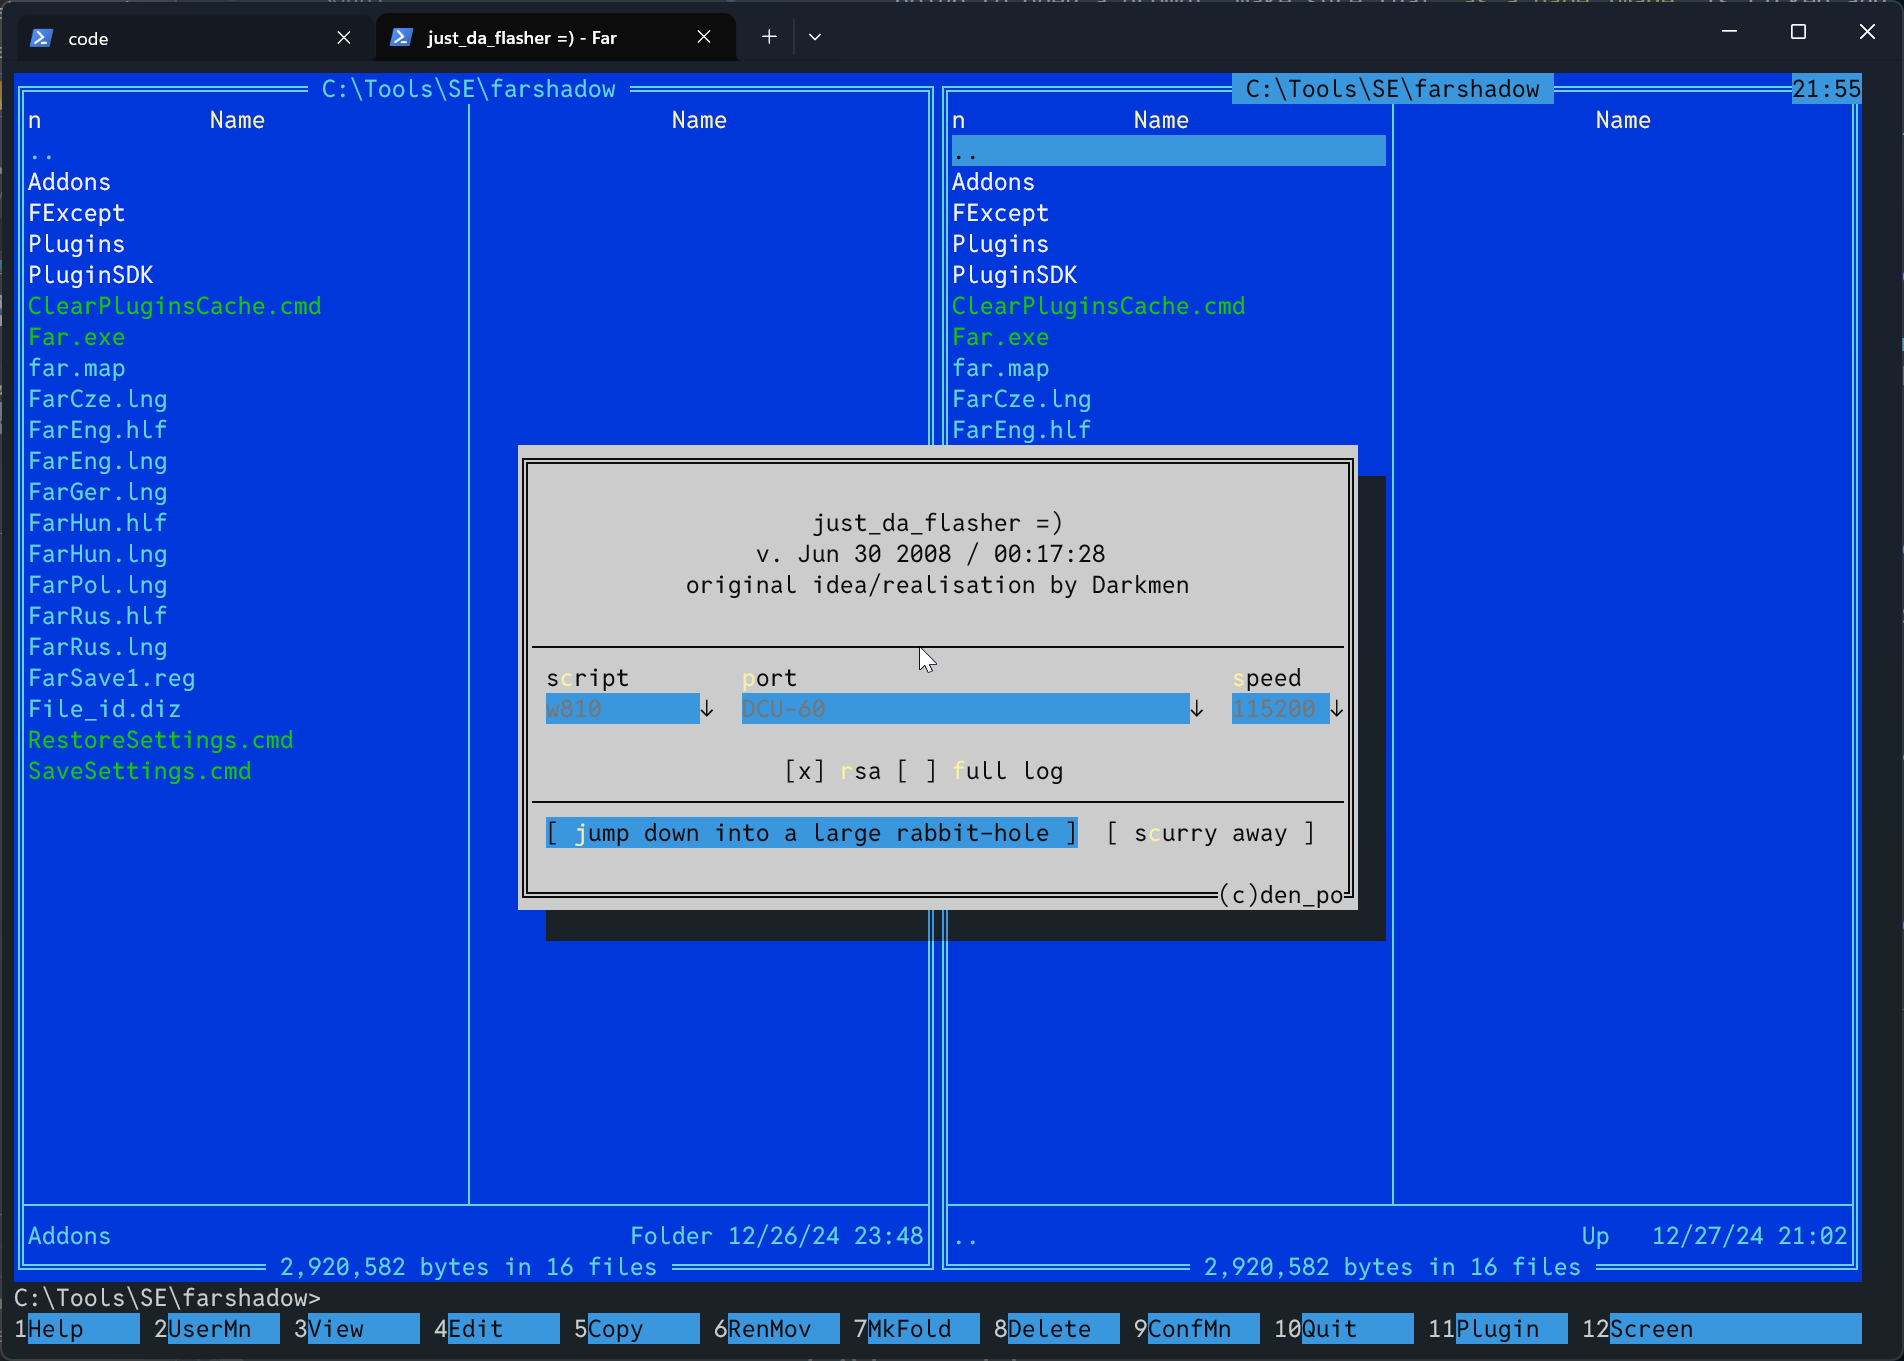 code
just_da_flasher =) - Far
C:\Tools\SE\farshadow
C:\Tools\SE\farshadow
21:55
n Name Name n Name Name
.. ..
Addons Addons
FExcept FExcept
Plugins Plugins
PluginSDK PluginSDK
ClearPluginsCache.cmd ClearPluginsCache.cmd
Far.exe Far.exe
far.map far.map
FarCze.lng FarCze.lng
FarEng.hlf FarEng.hlf
FarEng.lng
FarGer.lng
FarHun.hlf
FarHun.lng
FarPol.lng
FarRus.hlf
FarRus.lng
FarSave1.reg
File_id.diz
RestoreSettings.cmd
SaveSettings.cmd
just_da_flasher =)
v. Jun 30 2008 / 00:17:28
original idea/realisation by Darkmen
script port speed
w810 ↓ DCU-60 ↓ 115200 ↓
[x] rsa [ ] full log
[ jump down into a large rabbit-hole ] [ scurry away ]
(c)den_po
Addons Folder 12/26/24 23:48 .. Up 12/27/24 21:02
2,920,582 bytes in 16 files 2,920,582 bytes in 16 files
C:\Tools\SE\farshadow>
1Help 2UserMn 3View 4Edit 5Copy 6RenMov 7MkFold 8Delete 9ConfMn 10Quit 11Plugin 12Screen